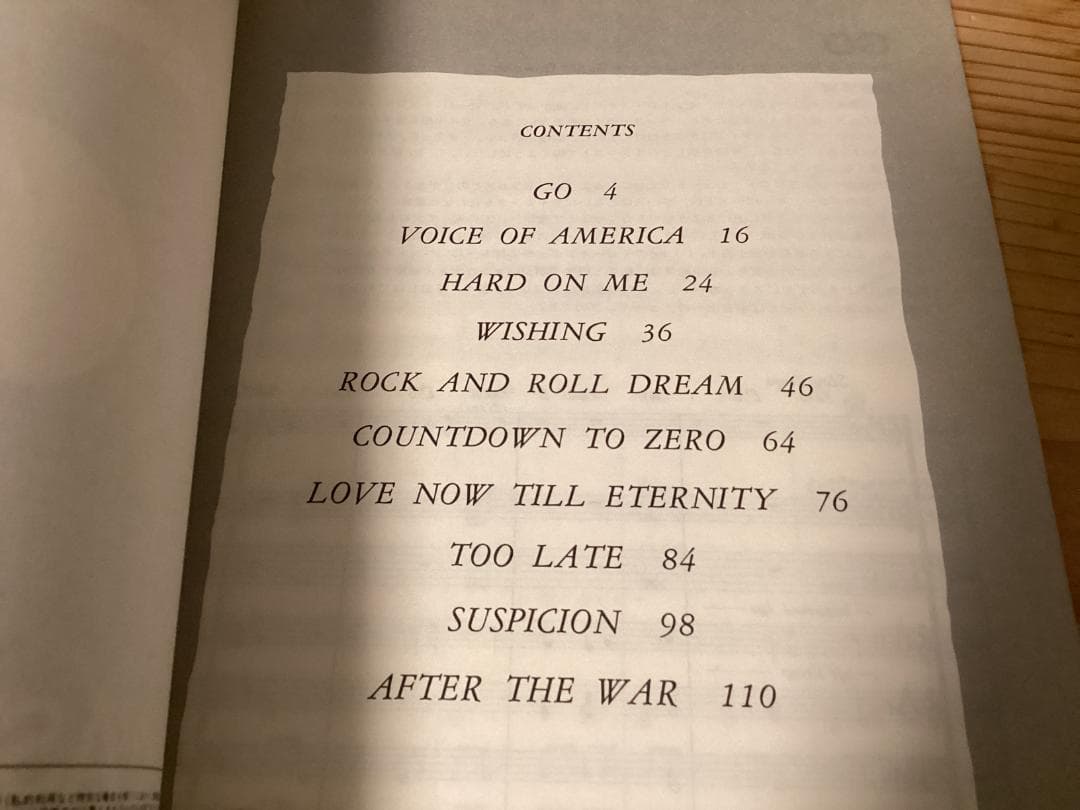 CONTENTS
GO 4
VOICE OF AMERICA 16
HARD ON ME 24
WISHING 36
ROCK AND ROLL DREAM 46
COUNTDOWN TO ZERO 64
LOVE NOW TILL ETERNITY 76
TOO LATE 84
SUSPICION 98
AFTER THE WAR 110